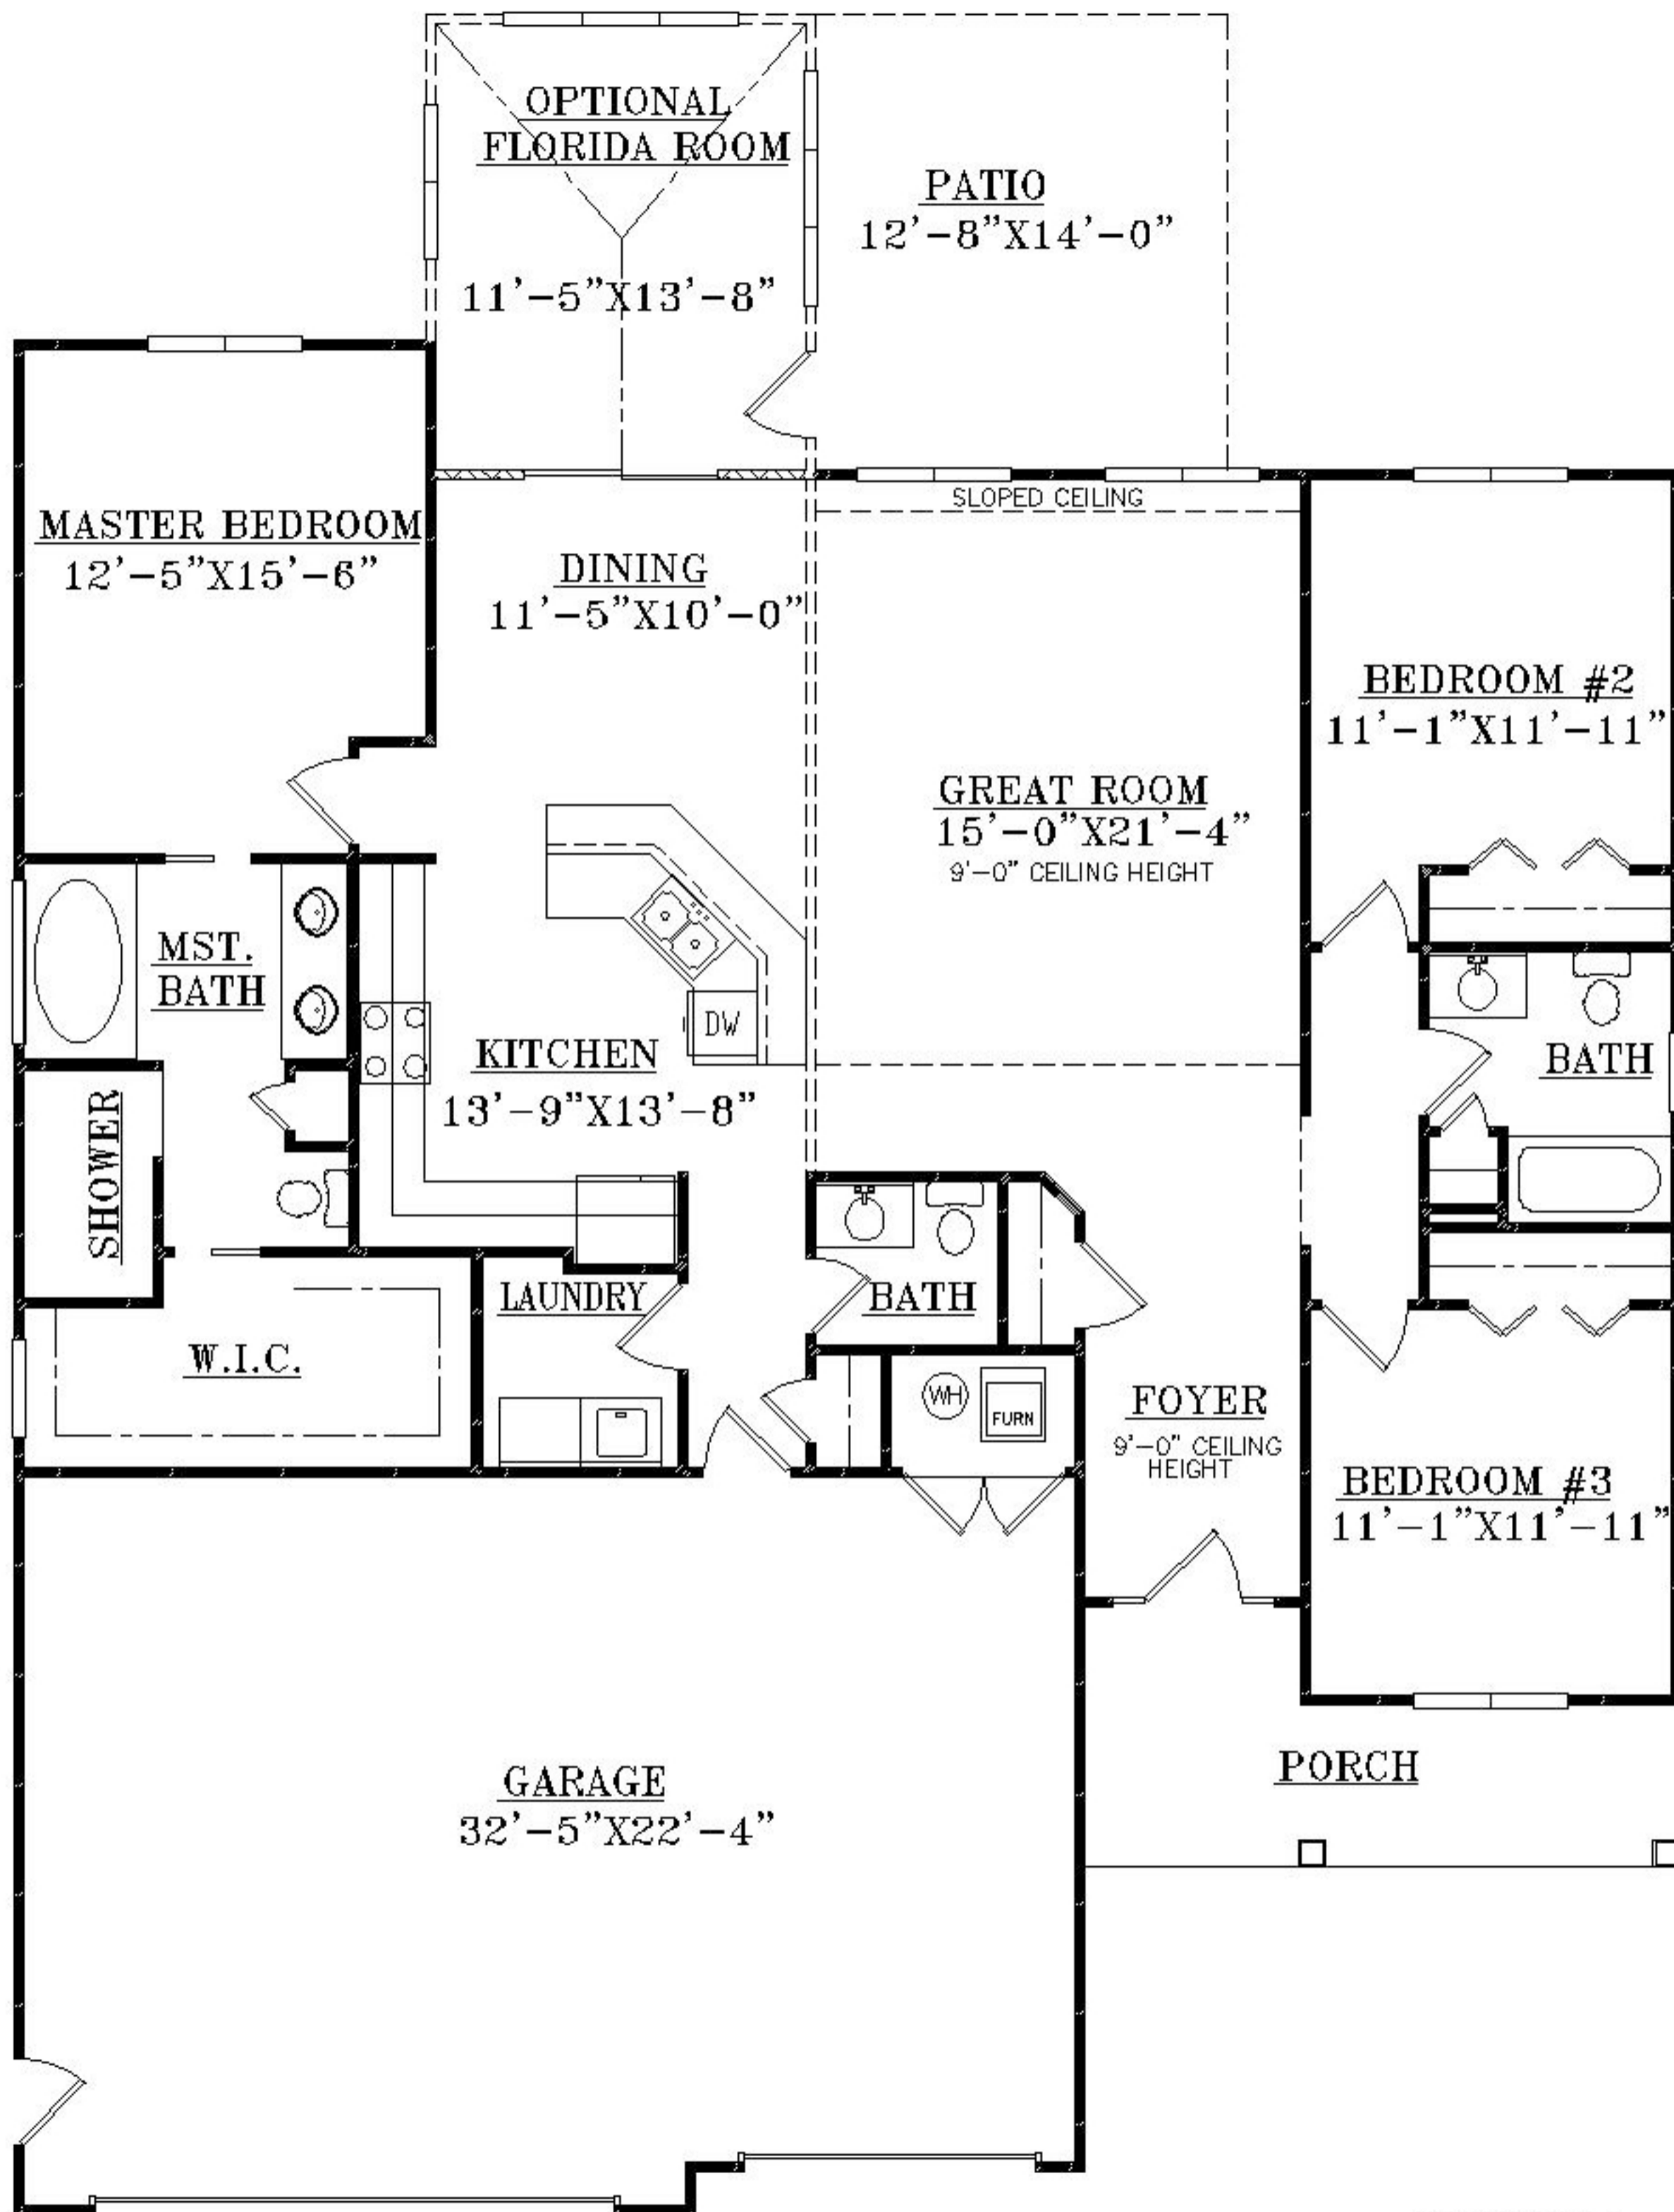 OPTIONAL
FLORIDA ROOM
11'-5"X13'-8"
PATIO
12'-8"X14'-0"
SLOPED CEILING
MASTER BEDROOM
12'-5"X15'-6"
DINING
11'-5"X10'-0"
BEDROOM #2
11'-1"X11'-11"
GREAT ROOM
15'-0"X21'-4"
9'-0" CEILING HEIGHT
MST.
BATH
DW
KITCHEN
13'-9"X13'-8"
BATH
SHOWER
LAUNDRY
BATH
W.I.C.
WH
FURN
FOYER
9'-0" CEILING
HEIGHT
BEDROOM #3
11'-1"X11'-11"
PORCH
GARAGE
32'-5"X22'-4"